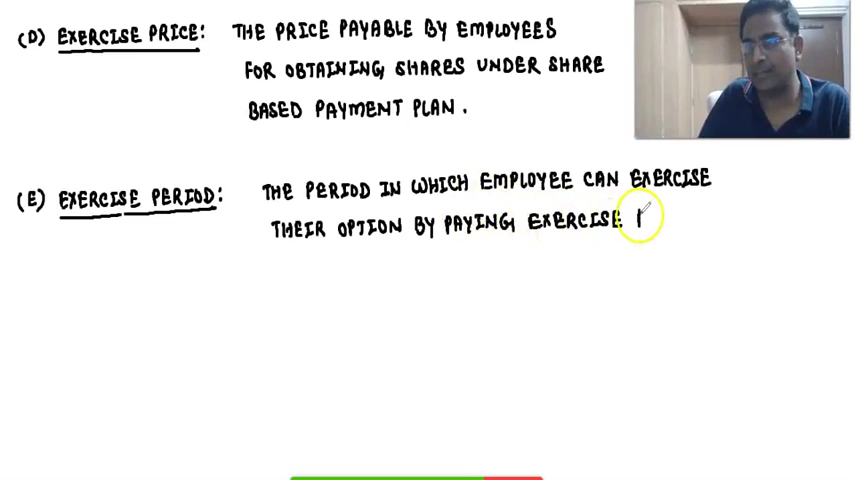 (D) EXERCISE PRICE: THE PRICE PAYABLE BY EMPLOYEES
FOR OBTAINING SHARES UNDER SHARE
BASED PAYMENT PLAN.
(E) EXERCISE PERIOD: THE PERIOD IN WHICH EMPLOYEE CAN EXERCISE
THEIR OPTION BY PAYING EXERCISE